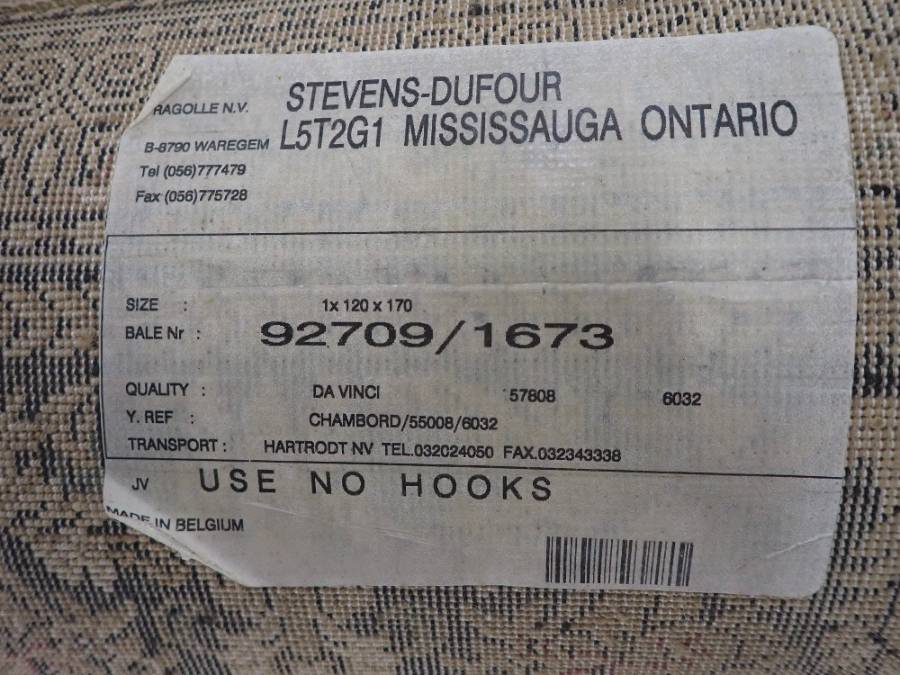 STEVENS-DUFOUR
RAGOLLE N.V.
L5T2G1 MISSISSAUGA ONTARIO
B-8790 WAREGEM
Tel (056)777479
Fax (056)775728
SIZE : 1x 120 x 170
BALE Nr : 92709/1673
QUALITY : DA VINCI 57808 6032
Y. REF : CHAMBORD/55008/6032
TRANSPORT : HARTRODT NV TEL.032024050 FAX.032343338
JV USE NO HOOKS
MADE IN BELGIUM